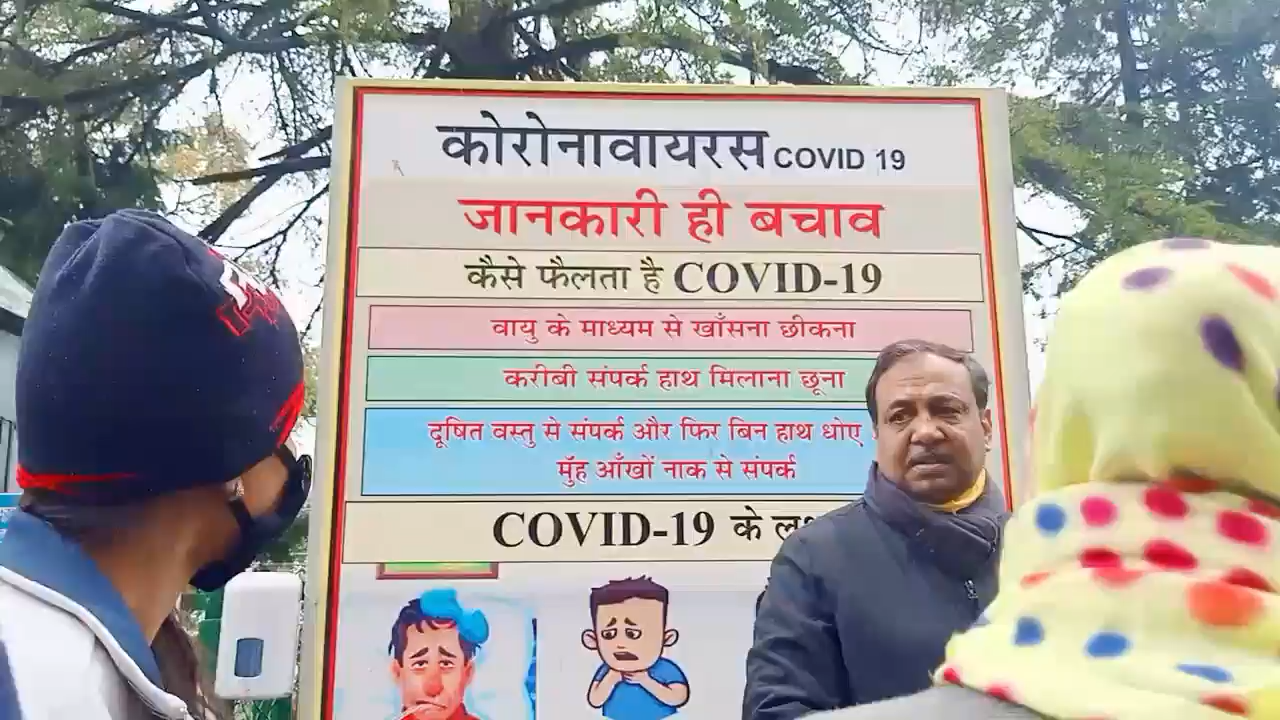 कोरोनावायरस COVID 19
जानकारी ही बचाव
कैसे फैलता है COVID-19
वायु के माध्यम से खाँसना छीकना
करीबी संपर्क हाथ मिलाना छूना
दूषित वस्तु से संपर्क और फिर बिन हाथ धोए
मुँह आँखों नाक से संपर्क
COVID-19 के